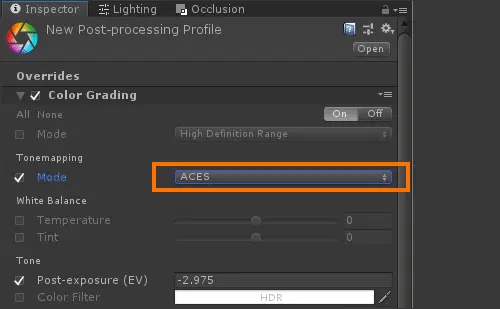 Inspector Lighting Occlusion
New Post-processing Profile
Open
Overrides
Color Grading
All None On Off
Mode High Definition Range
Tonemapping
Mode ACES
White Balance
Temperature 0
Tint 0
Tone
Post-exposure (EV) -2.975
Color Filter HDR